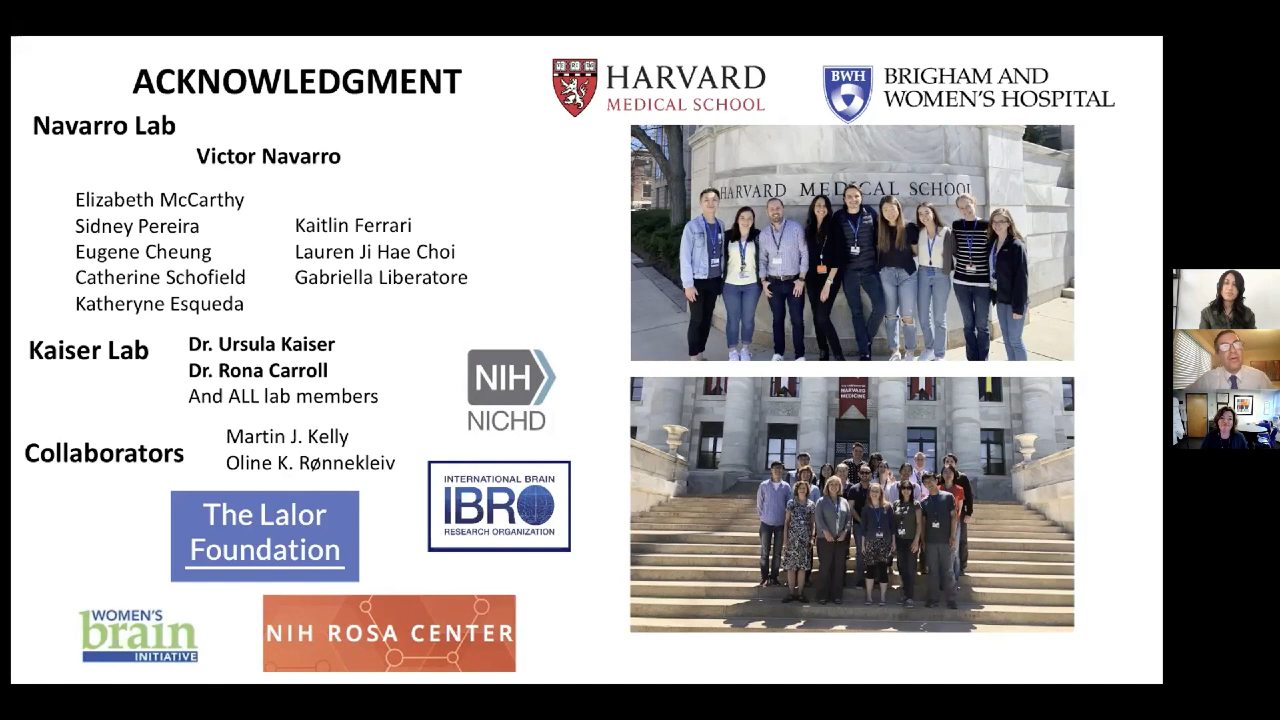 ACKNOWLEDGMENT
HARVARD
MEDICAL SCHOOL
BWH
BRIGHAM AND
WOMEN'S HOSPITAL
Navarro Lab
Victor Navarro
Elizabeth McCarthy
Sidney Pereira
Eugene Cheung
Catherine Schofield
Katheryne Esqueda
Kaitlin Ferrari
Lauren Ji Hae Choi
Gabriella Liberatore
Kaiser Lab
Dr. Ursula Kaiser
Dr. Rona Carroll
And ALL lab members
Collaborators
Martin J. Kelly
Oline K. Rønnekleiv
NIH
NICHD
The Lalor
Foundation
INTERNATIONAL BRAIN
IBRO
RESEARCH ORGANIZATION
WOMEN'S
brain
INITIATIVE
NIH ROSA CENTER
HARVARD MEDICAL SCHOOL
HARVARD
MEDICINE